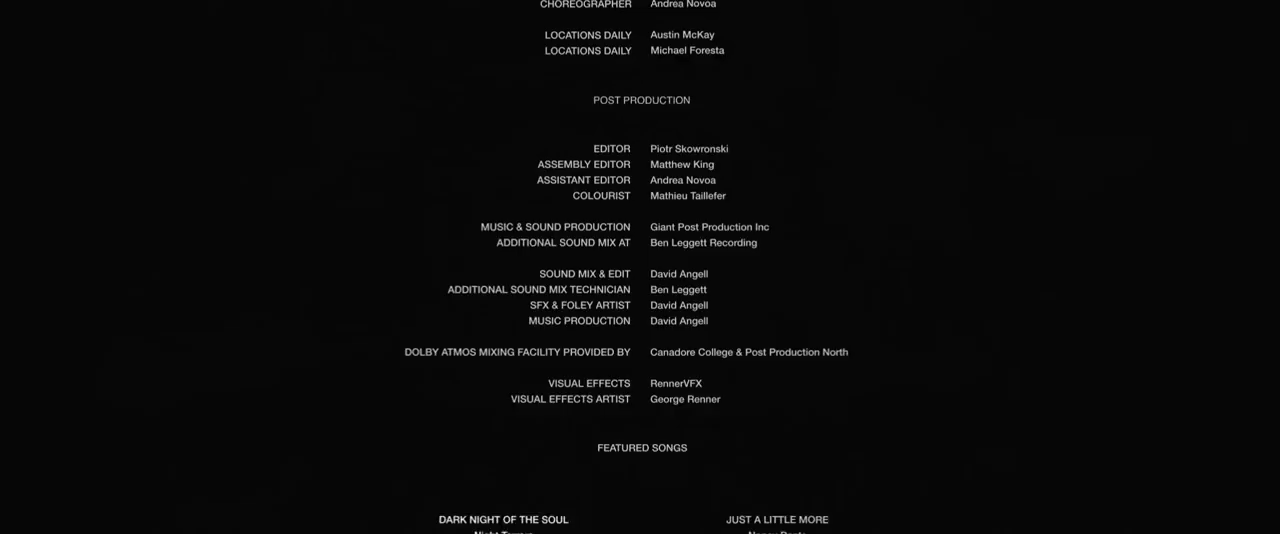 CHOREOGRAPHER Andrea Novoa
LOCATIONS DAILY Austin McKay
LOCATIONS DAILY Michael Foresta
POST PRODUCTION
EDITOR Piotr Skowronski
ASSEMBLY EDITOR Matthew King
ASSISTANT EDITOR Andrea Novoa
COLOURIST Mathieu Taillefer
MUSIC & SOUND PRODUCTION Giant Post Production Inc
ADDITIONAL SOUND MIX AT Ben Leggett Recording
SOUND MIX & EDIT David Angell
ADDITIONAL SOUND MIX TECHNICIAN Ben Leggett
SFX & FOLEY ARTIST David Angell
MUSIC PRODUCTION David Angell
DOLBY ATMOS MIXING FACILITY PROVIDED BY Canadore College & Post Production North
VISUAL EFFECTS RennerVFX
VISUAL EFFECTS ARTIST George Renner
FEATURED SONGS
DARK NIGHT OF THE SOUL JUST A LITTLE MORE